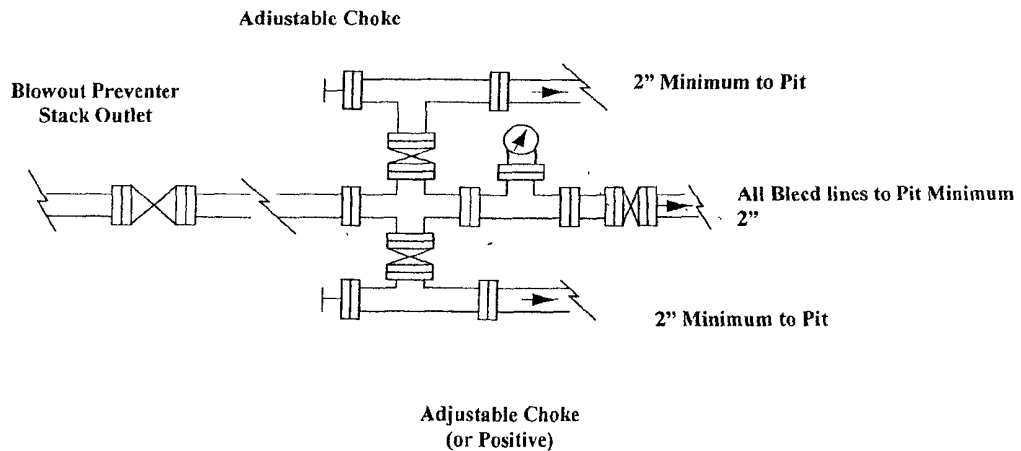 Adjustable Choke
2” Minimum to Pit
Blowout Preventer
Stack Outlet
All Bleed lines to Pit Minimum
2”
2” Minimum to Pit
Adjustable Choke
(or Positive)